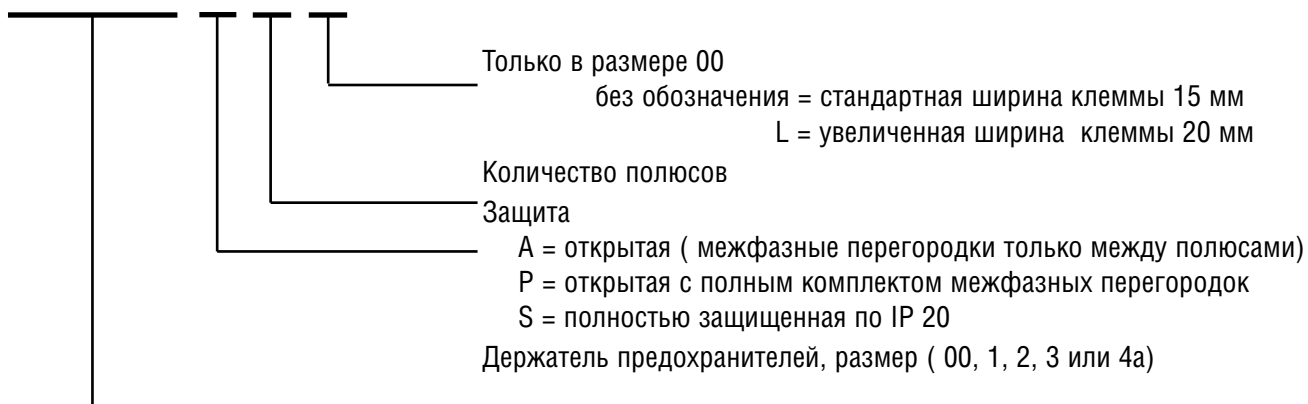 Только в размере 00
без обозначения = стандартная ширина клеммы 15 мм
L = увеличенная ширина клеммы 20 мм
Количество полюсов
Защита
A = открытая ( межфазные перегородки только между полюсами)
P = открытая с полным комплектом межфазных перегородок
S = полностью защищенная по IP 20
Держатель предохранителей, размер ( 00, 1, 2, 3 или 4a)